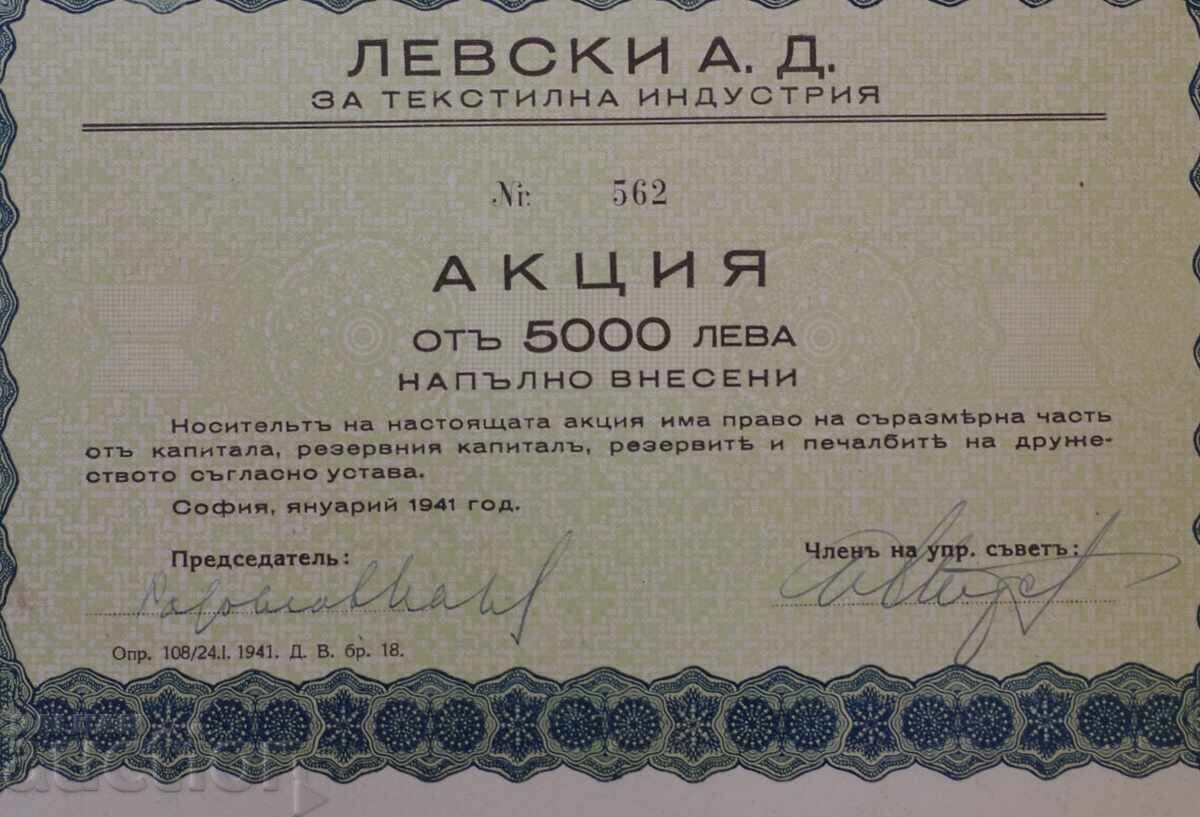 ЛЕВСКИ А. Д.
ЗА ТЕКСТИЛНА ИНДУСТРИЯ
№: 562
АКЦИЯ
ОТЪ 5000 ЛЕВА
НАПЪЛНО ВНЕСЕНИ
Носительтъ на настоящата акция има право на съразмѣрна часть
отъ капитала, резервния капиталъ, резервитѣ и печалбитѣ на друже-
ството съгласно устава.
София, януарий 1941 год.
Председатель: Членъ на упр. съветъ:
Опр. 108/24.I. 1941. Д. В. бр. 18.
auction